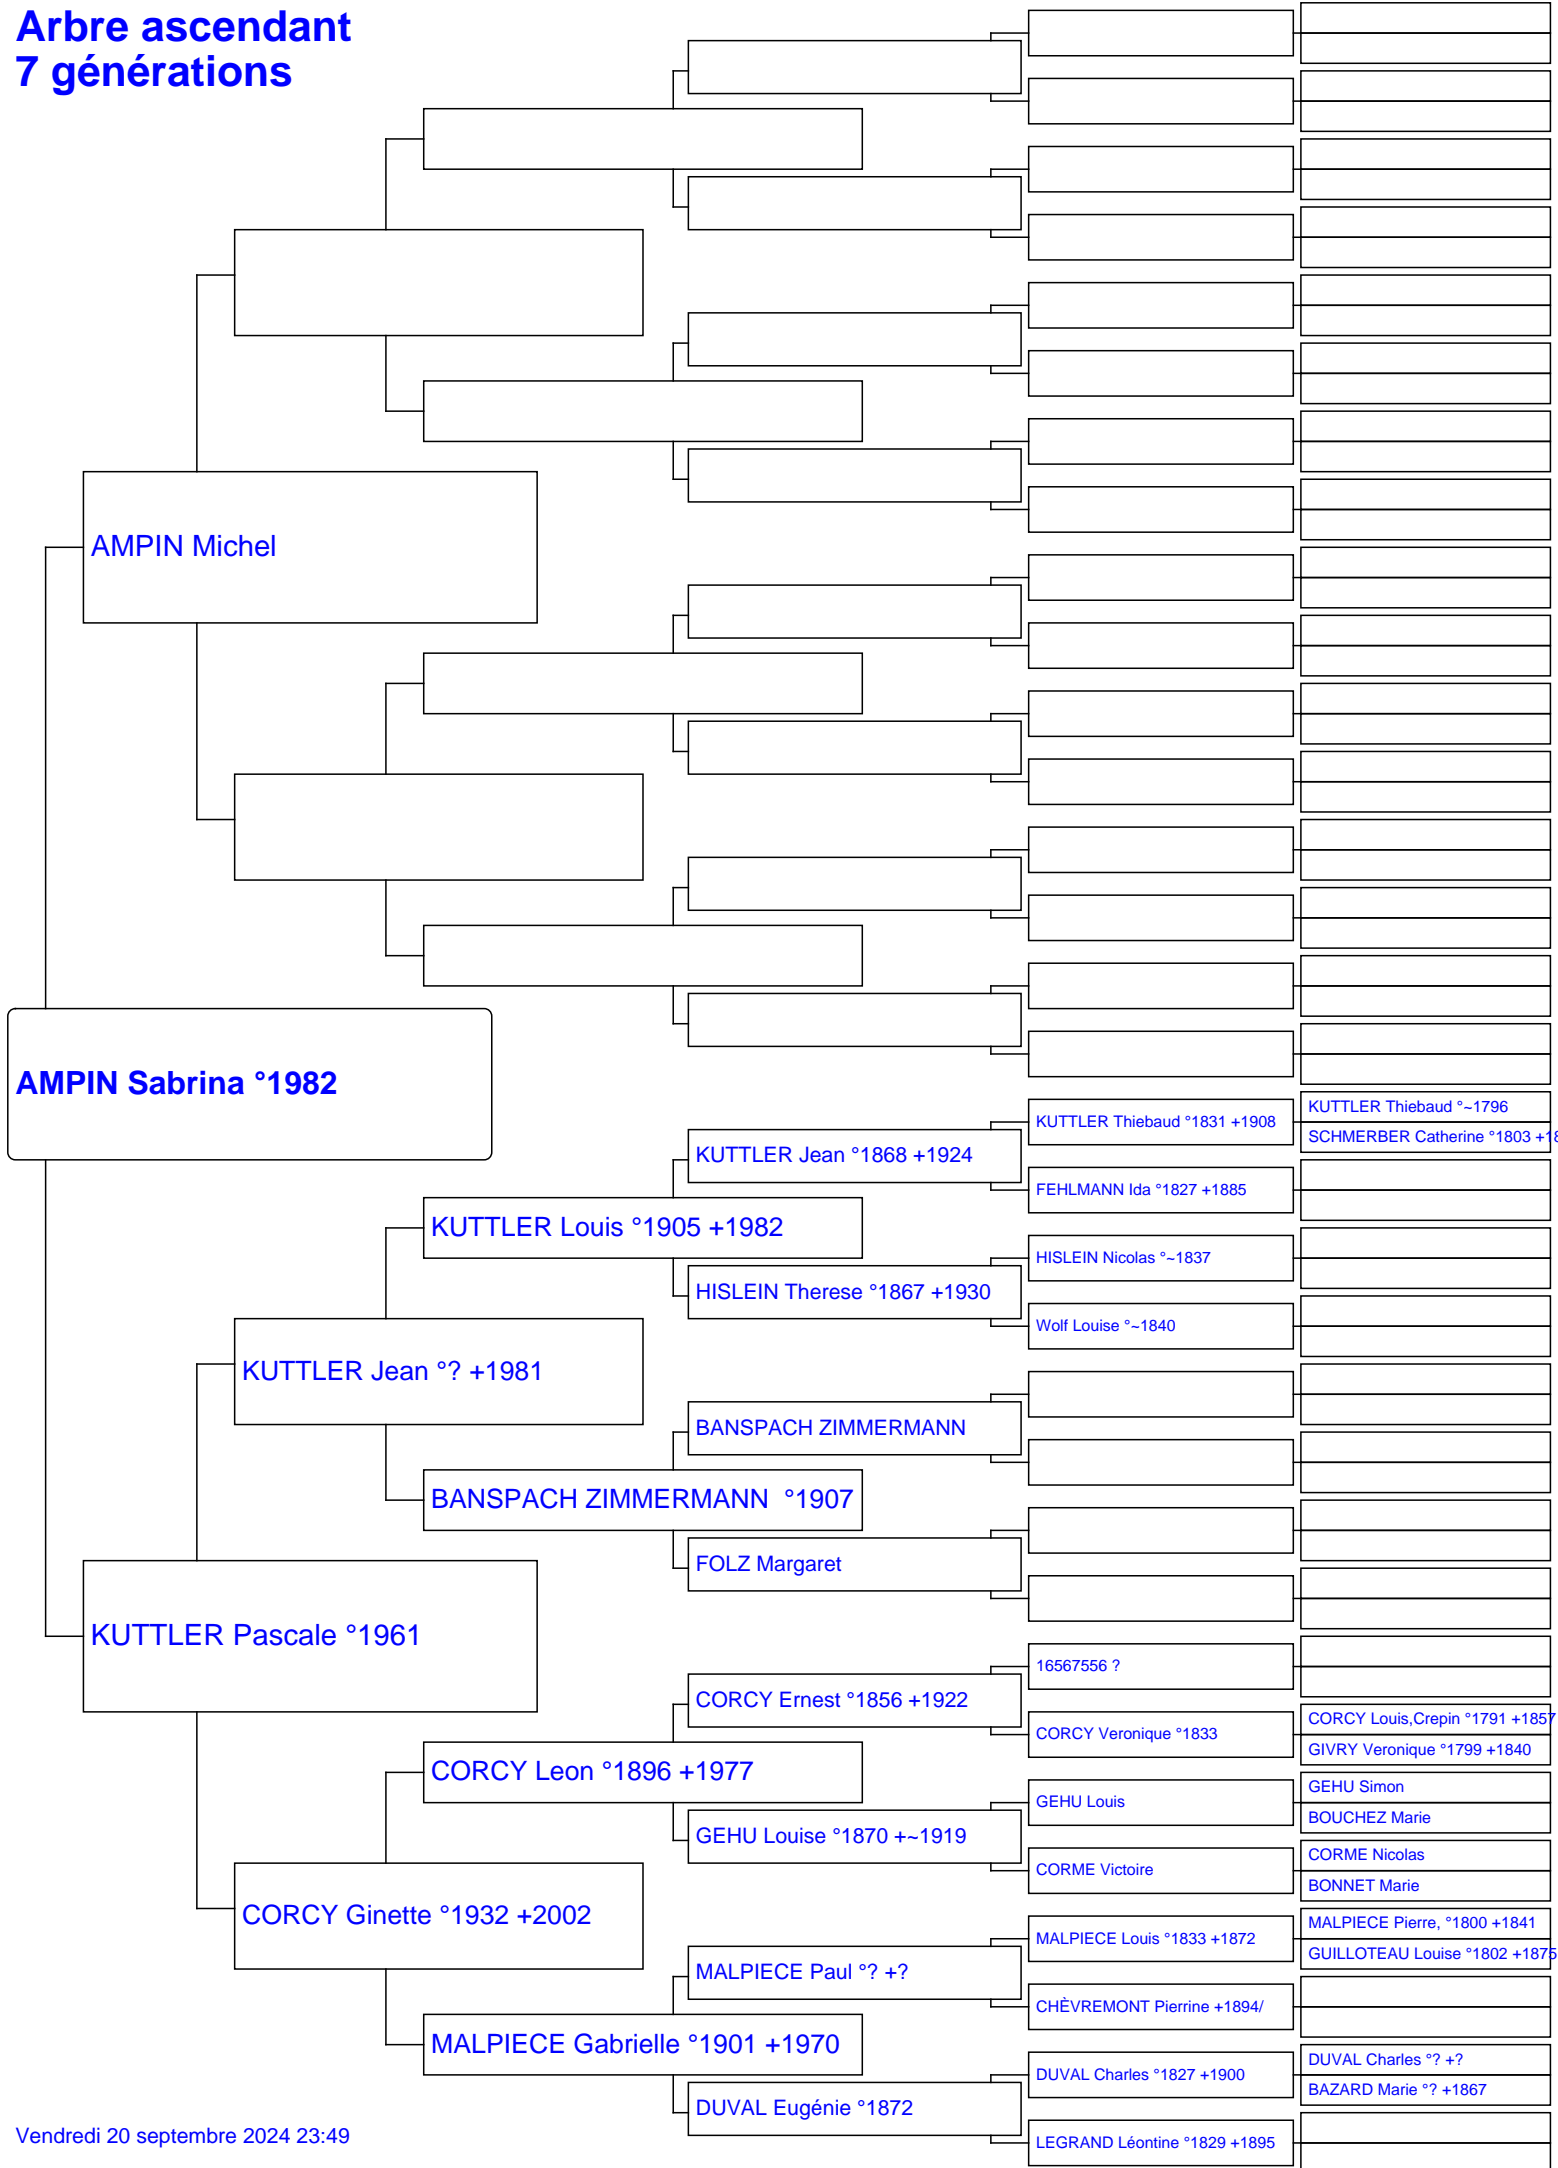 Arbre ascendant
7 générations
AMPIN Michel
AMPIN Sabrina °1982
KUTTLER Thiebaud °~1796
KUTTLER Thiebaud °1831 +1908
SCHMERBER Catherine °1803 +18
KUTTLER Jean °1868 +1924
FEHLMANN Ida °1827 +1885
KUTTLER Louis °1905 +1982
HISLEIN Nicolas °~1837
HISLEIN Therese °1867 +1930
Wolf Louise °~1840
KUTTLER Jean °? +1981
BANSPACH ZIMMERMANN
BANSPACH ZIMMERMANN °1907
FOLZ Margaret
KUTTLER Pascale °1961
16567556 ?
CORCY Ernest °1856 +1922
CORCY Louis,Crepin °1791 +1857
CORCY Veronique °1833
GIVRY Veronique °1799 +1840
CORCY Leon °1896 +1977
GEHU Simon
GEHU Louis
BOUCHEZ Marie
GEHU Louise °1870 +~1919
CORME Nicolas
CORME Victoire
BONNET Marie
CORCY Ginette °1932 +2002
MALPIECE Pierre, °1800 +1841
MALPIECE Louis °1833 +1872
GUILLOTEAU Louise °1802 +1875
MALPIECE Paul °? +?
CHÈVREMONT Pierrine +1894/
MALPIECE Gabrielle °1901 +1970
DUVAL Charles °? +?
DUVAL Charles °1827 +1900
BAZARD Marie °? +1867
DUVAL Eugénie °1872
LEGRAND Léontine °1829 +1895
Vendredi 20 septembre 2024 23:49